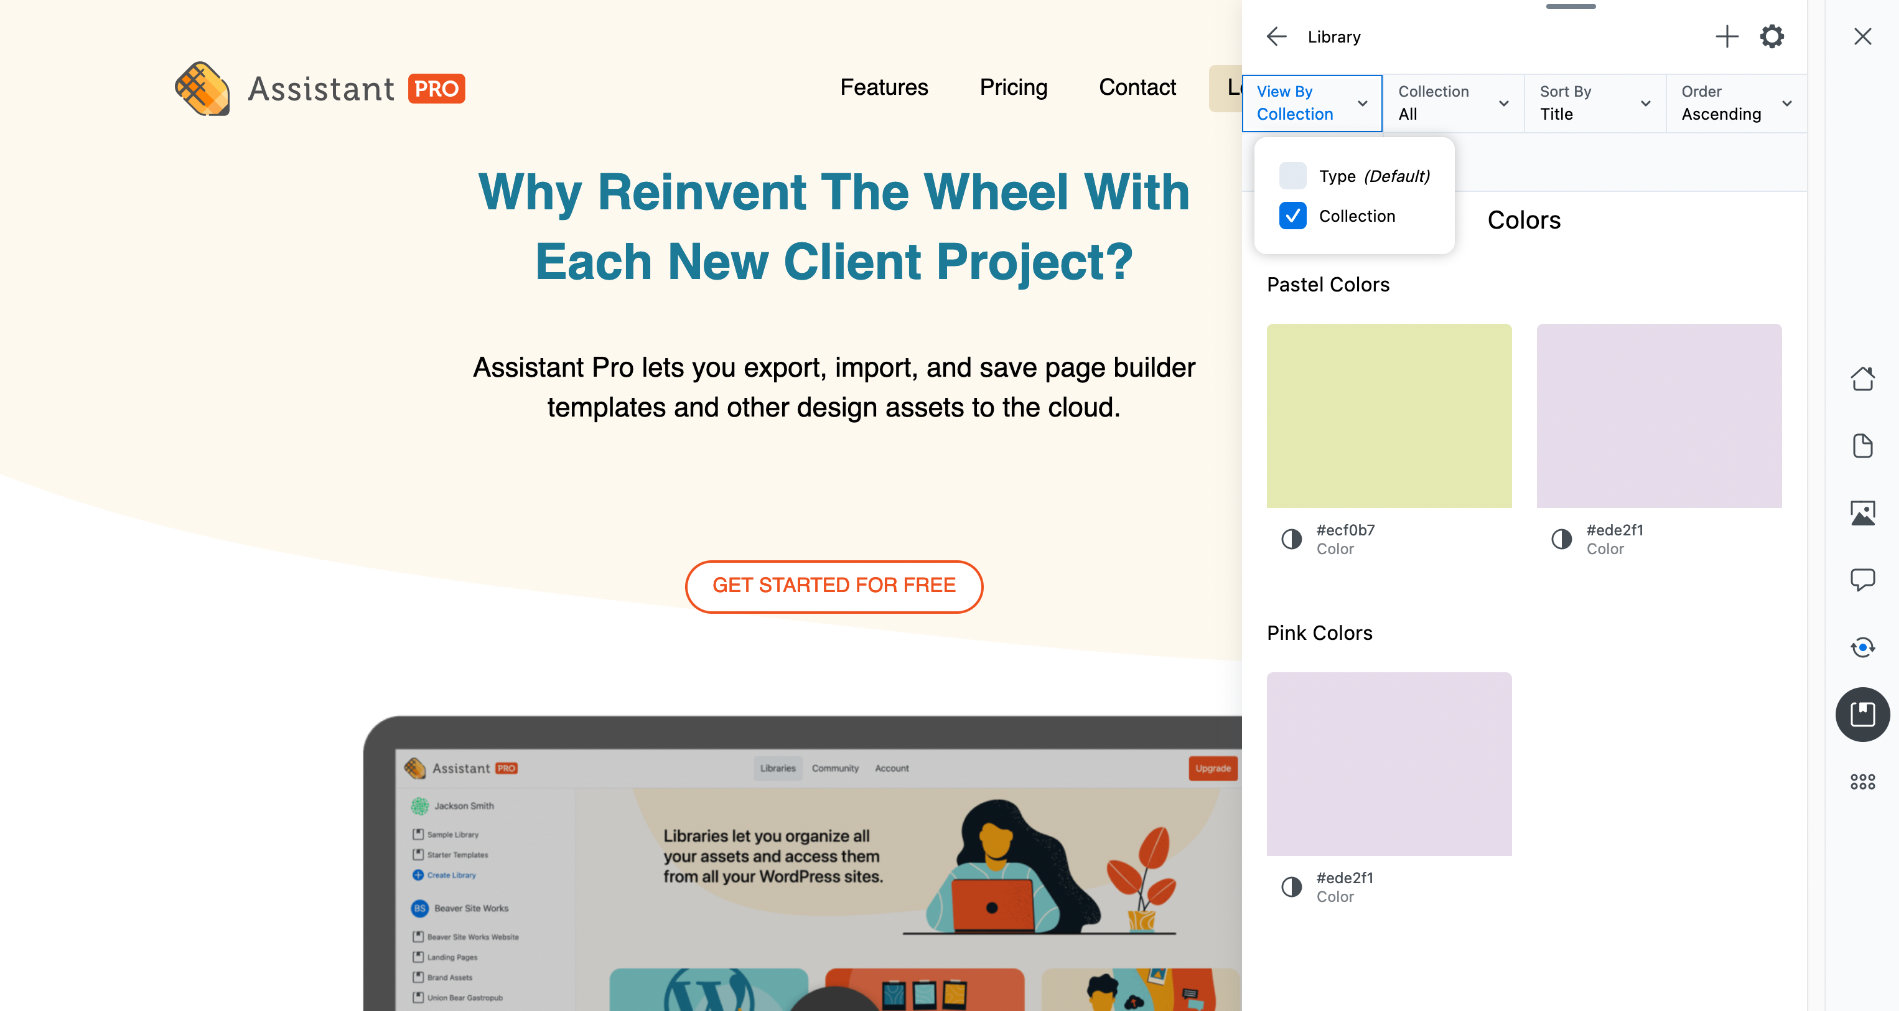 Assistant PRO
Features
Pricing
Contact
Why Reinvent The Wheel With
Each New Client Project?
Assistant Pro lets you export, import, and save page builder
templates and other design assets to the cloud.
GET STARTED FOR FREE
Assistant PRO
Libraries
Community
Account
Upgrade
Jackson Smith
Sample Library
Starter Templates
Create Library
BS
Beaver Site Works
Beaver Site Works Website
Landing Pages
Brand Assets
Union Bear Gastropub
Libraries let you organize all
your assets and access them
from all your WordPress sites.
Library
View By
Collection
Collection
All
Sort By
Title
Order
Ascending
Type (Default)
Collection
Colors
Pastel Colors
#ecf0b7
Color
#ede2f1
Color
Pink Colors
#ede2f1
Color